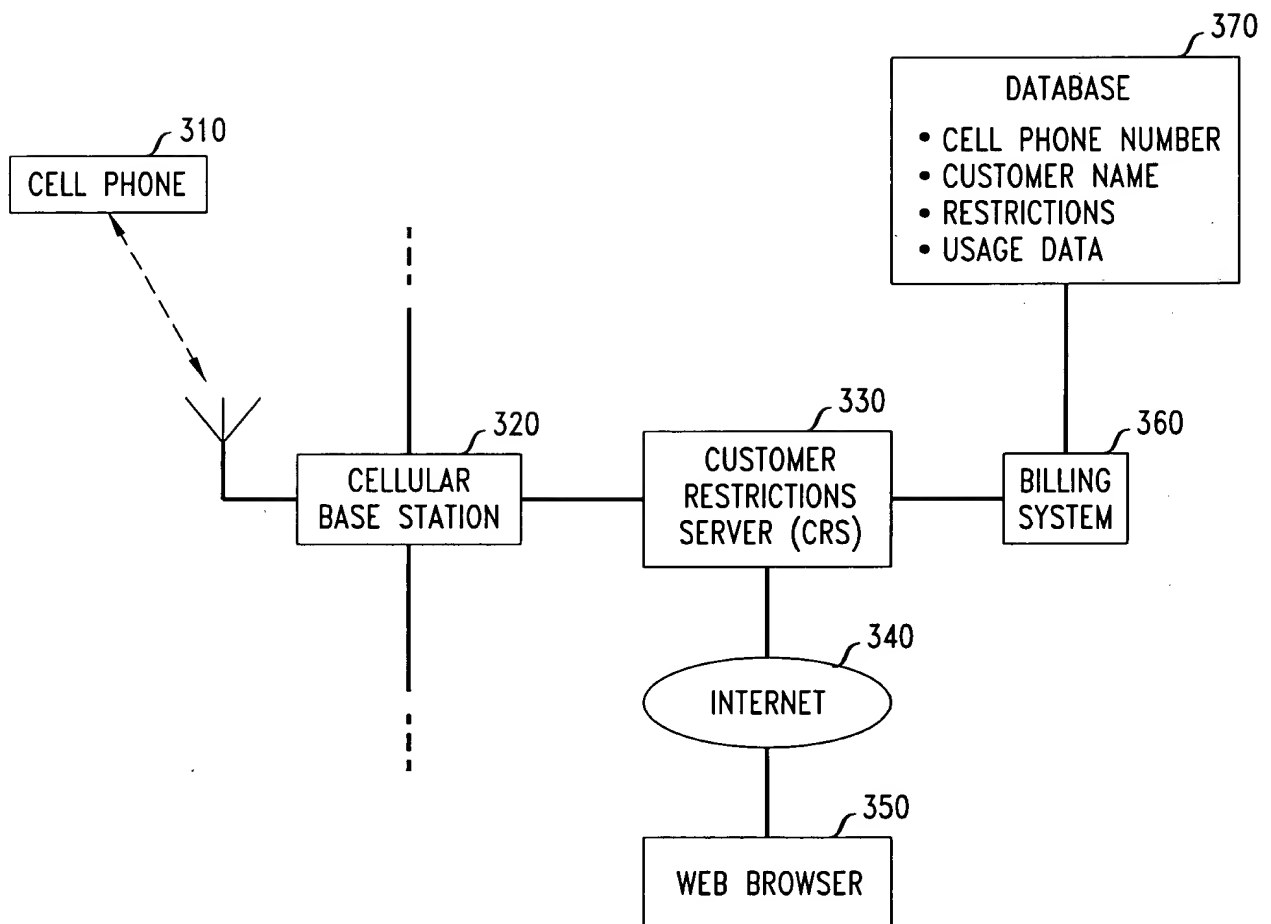 370
DATABASE
• CELL PHONE NUMBER
• CUSTOMER NAME
• RESTRICTIONS
• USAGE DATA
310
CELL PHONE
320
CELLULAR
BASE STATION
330
CUSTOMER
RESTRICTIONS
SERVER (CRS)
360
BILLING
SYSTEM
340
INTERNET
350
WEB BROWSER